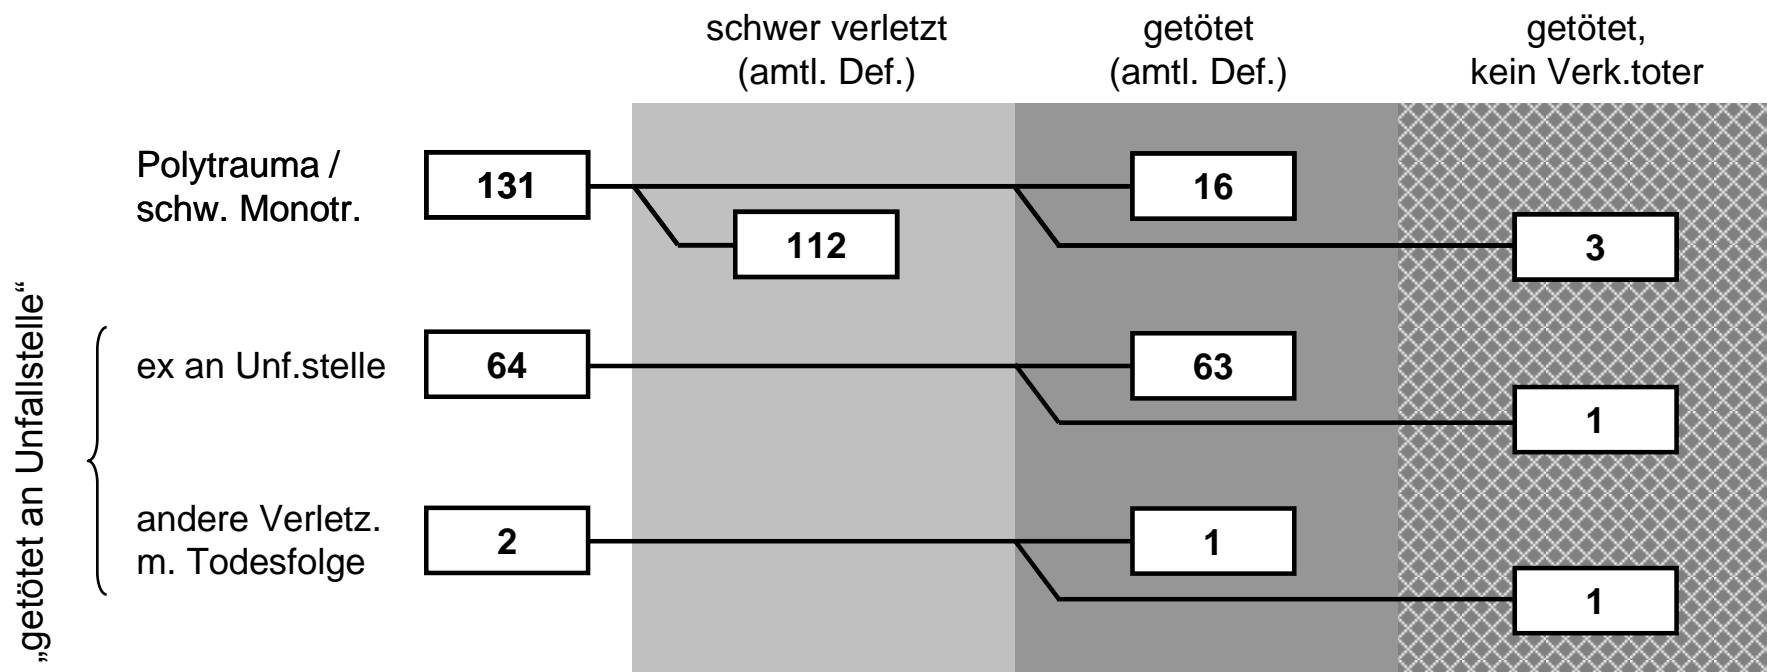 schwer verletzt
(amtl. Def.)
getötet
(amtl. Def.)
getötet,
kein Verk.toter
Polytrauma /
schw. Monotr.
131
112
16
3
„getötet an Unfallstelle“
ex an Unf.stelle
64
63
1
andere Verletz.
m. Todesfolge
2
1
1